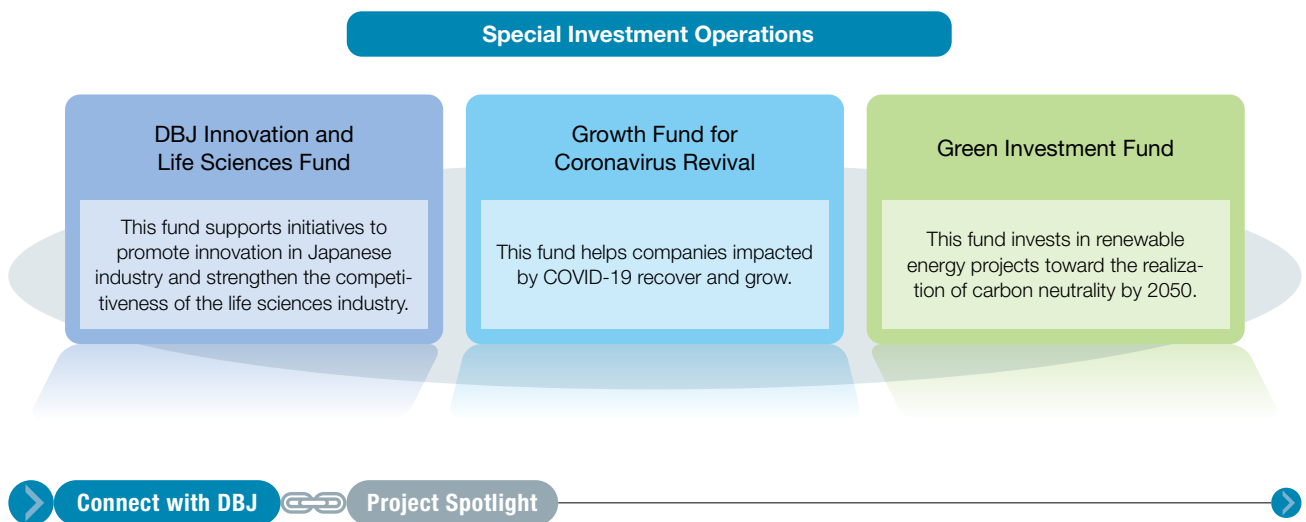 Special Investment Operations
DBJ Innovation and
Life Sciences Fund
This fund supports initiatives to
promote innovation in Japanese
industry and strengthen the competi-
tiveness of the life sciences industry.
Growth Fund for
Coronavirus Revival
This fund helps companies impacted
by COVID-19 recover and grow.
Green Investment Fund
This fund invests in renewable
energy projects toward the realiza-
tion of carbon neutrality by 2050.
Connect with DBJ
Project Spotlight